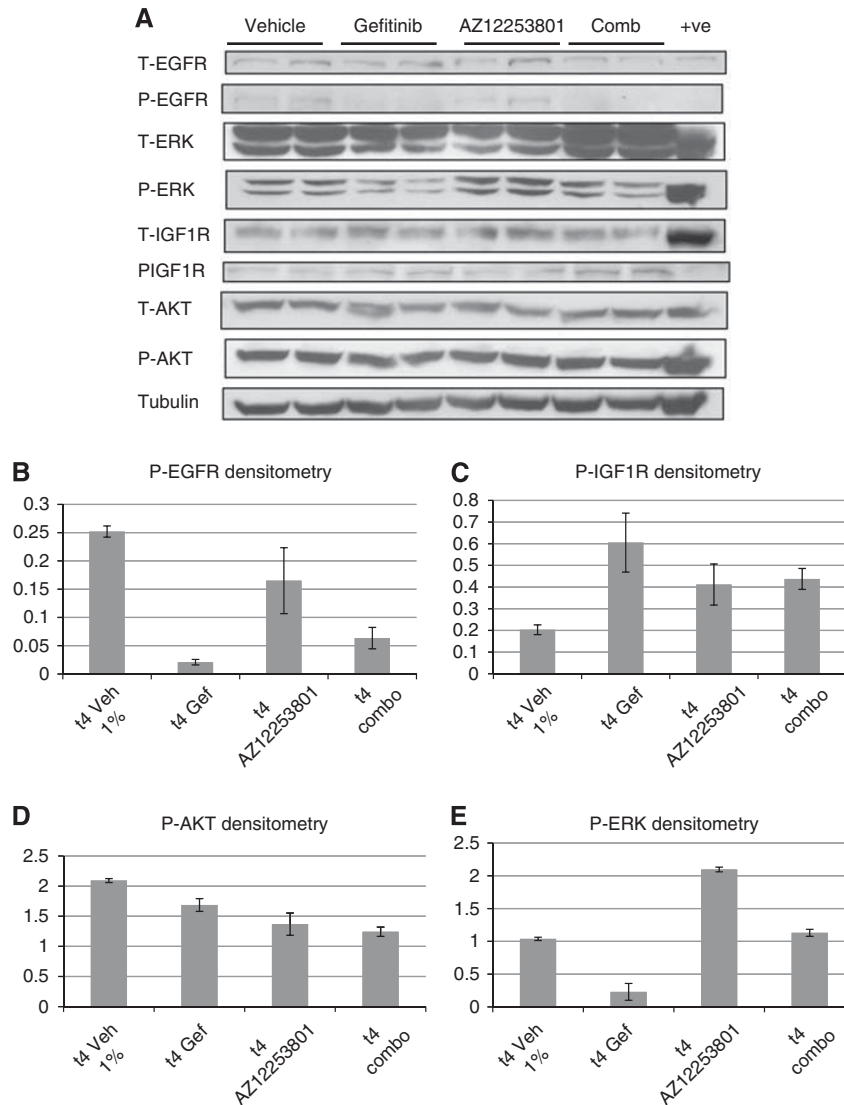 A
Vehicle Gefitinib AZ12253801 Comb +ve
T-EGFR
P-EGFR
T-ERK
P-ERK
T-IGF1R
PIGF1R
T-AKT
P-AKT
Tubulin
B
P-EGFR densitometry
0.3
0.25
0.2
0.15
0.1
0.05
0
t4 Veh
1%
t4 Gef
t4
AZ12253801
t4
combo
C
P-IGF1R densitometry
0.8
0.7
0.6
0.5
0.4
0.3
0.2
0.1
0
t4 Veh
1%
t4 Gef
t4
AZ12253801
t4
combo
D
P-AKT densitometry
2.5
2
1.5
1
0.5
0
t4 Veh
1%
t4 Gef
t4
AZ12253801
t4
combo
E
P-ERK densitometry
2.5
2
1.5
1
0.5
0
t4 Veh
1%
t4 Gef
t4
AZ12253801
t4
combo